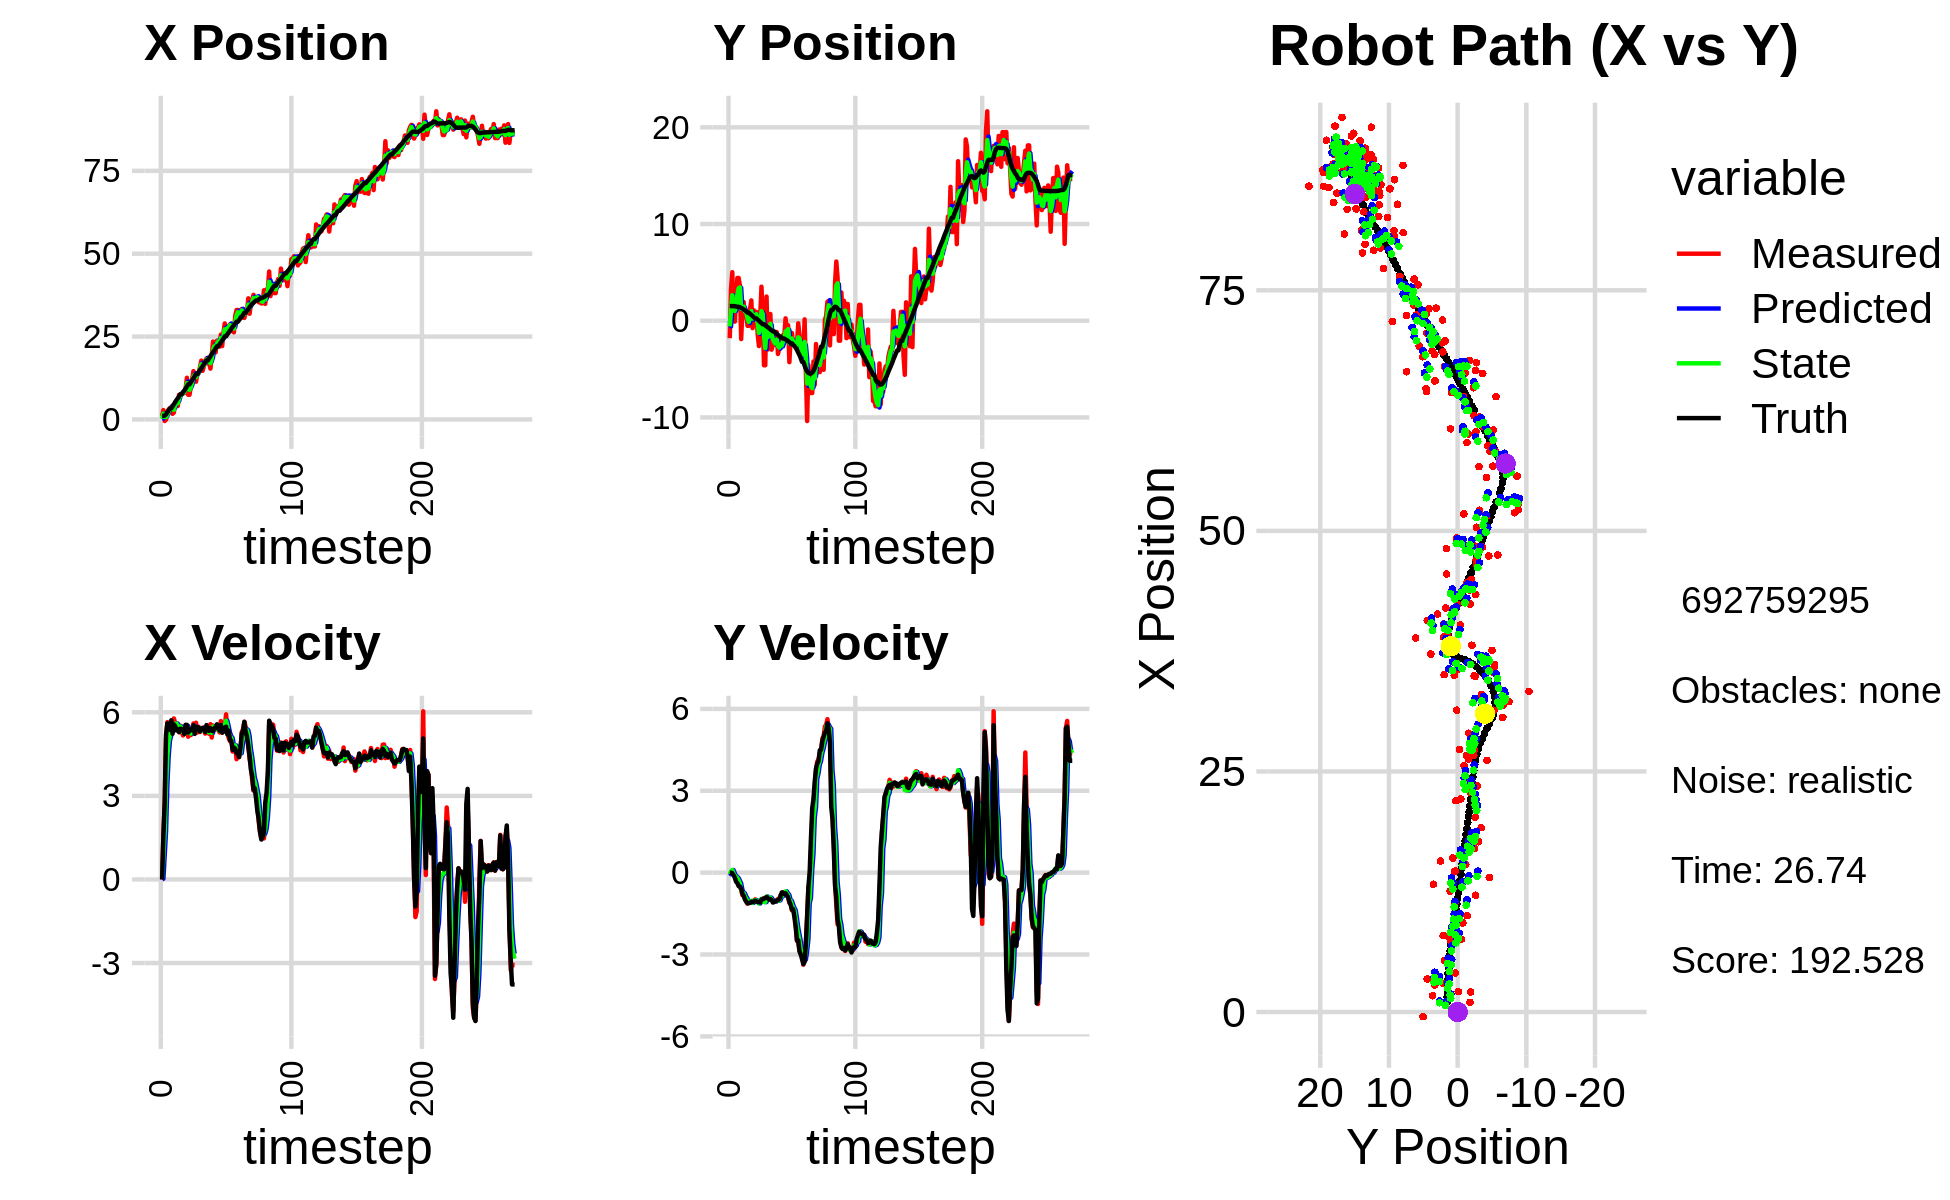 X Position
75
50
25
0
0
100
200
timestep
Y Position
20
10
0
-10
0
100
200
timestep
X Velocity
6
3
0
-3
0
100
200
timestep
Y Velocity
6
3
0
-3
-6
0
100
200
timestep
Robot Path (X vs Y)
X Position
75
50
25
0
20 10 0 -10 -20
Y Position
variable
Measured
Predicted
State
Truth
692759295
Obstacles: none
Noise: realistic
Time: 26.74
Score: 192.528